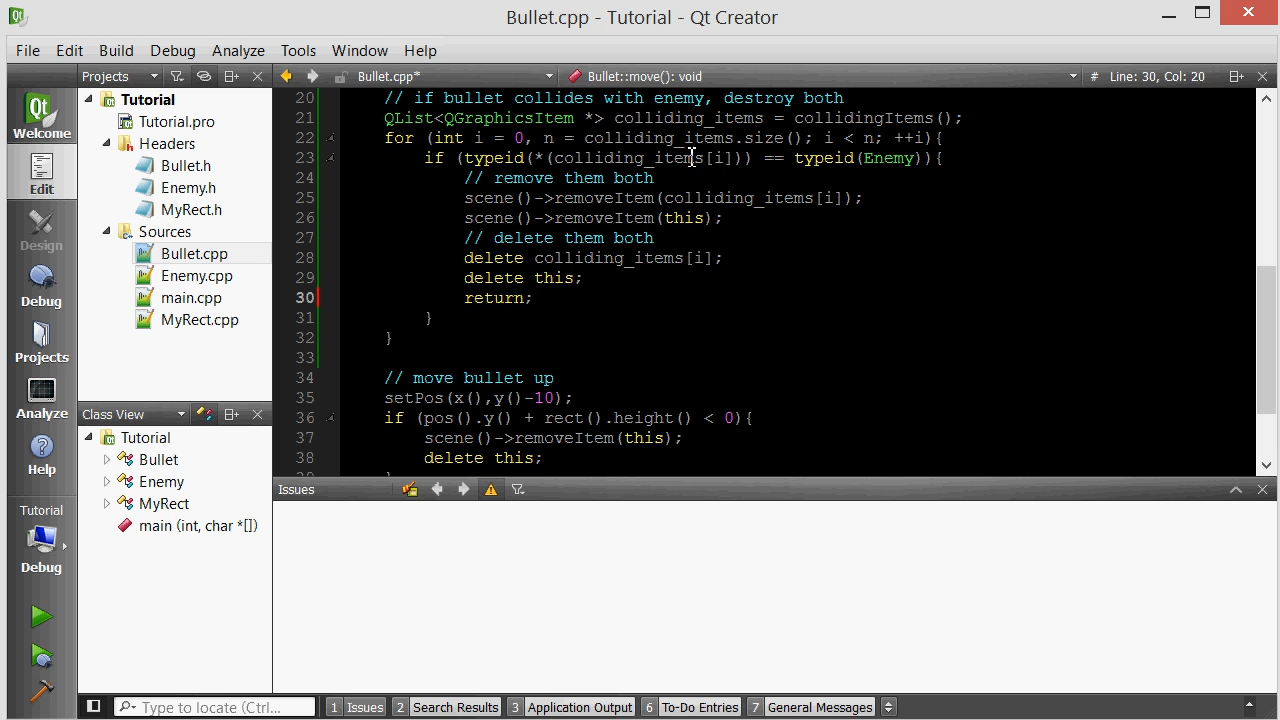 Bullet.cpp - Tutorial - Qt Creator
File Edit Build Debug Analyze Tools Window Help
Projects
Bullet.cpp*
Bullet::move(): void
# Line: 30, Col: 20
Qt
Welcome
Edit
Design
Debug
Projects
Analyze
Help
Tutorial
Debug
Tutorial
Tutorial.pro
Headers
Bullet.h
Enemy.h
MyRect.h
Sources
Bullet.cpp
Enemy.cpp
main.cpp
MyRect.cpp
Class View
Tutorial
Bullet
Enemy
MyRect
main (int, char *[])
20 // if bullet collides with enemy, destroy both
21 QList<QGraphicsItem *> colliding_items = collidingItems();
22 for (int i = 0, n = colliding_items.size(); i < n; ++i){
23 if (typeid(*(colliding_items[i])) == typeid(Enemy)){
24 // remove them both
25 scene()->removeItem(colliding_items[i]);
26 scene()->removeItem(this);
27 // delete them both
28 delete colliding_items[i];
29 delete this;
30 return;
31 }
32 }
33
34 // move bullet up
35 setPos(x(),y()-10);
36 if (pos().y() + rect().height() < 0){
37 scene()->removeItem(this);
38 delete this;
Issues
Type to locate (Ctrl...
1 Issues
2 Search Results
3 Application Output
6 To-Do Entries
7 General Messages